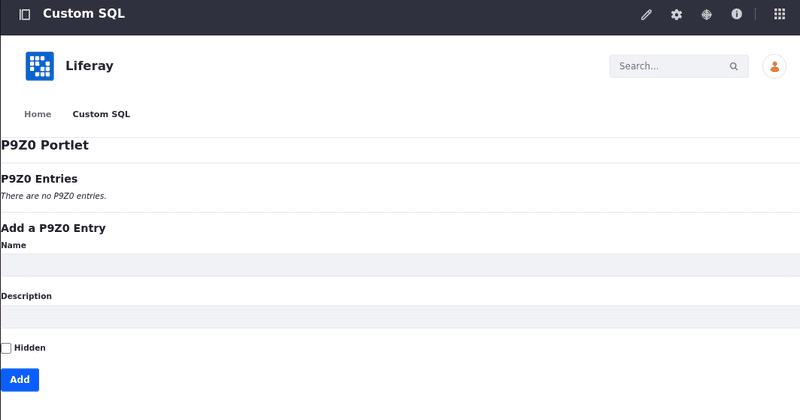 Custom SQL
Liferay
Search...
Home Custom SQL
P9Z0 Portlet
P9Z0 Entries
There are no P9Z0 entries.
Add a P9Z0 Entry
Name
Description
Hidden
Add